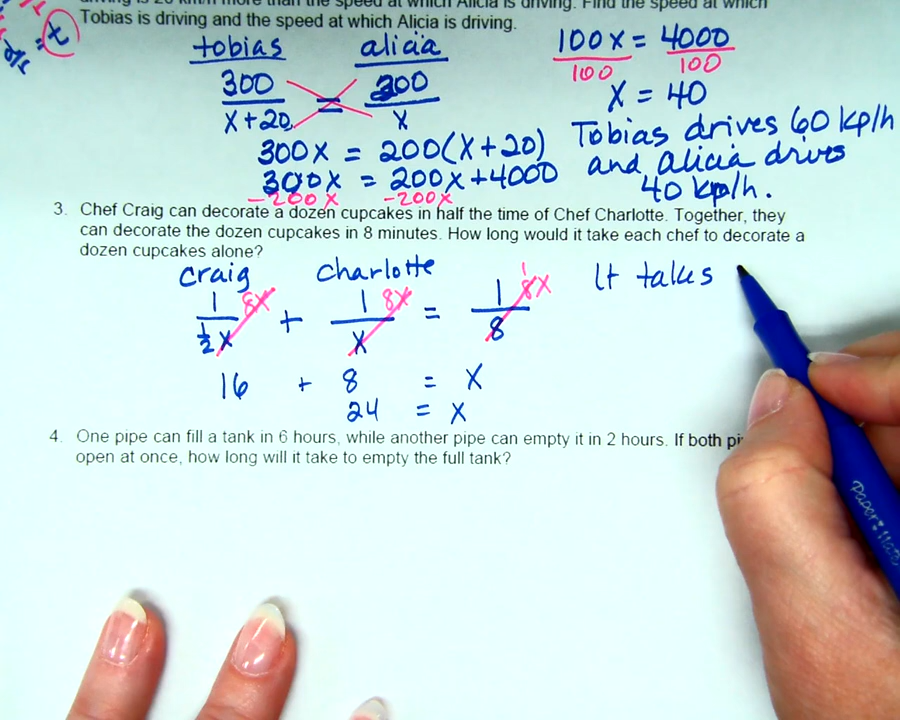 Tobias is driving and the speed at which Alicia is driving.
tobias alicia
300 / x+20 = 200 / x
300x = 200(x+20)
300x = 200x+4000
-200x -200x
100x = 4000
100 100
x = 40
Tobias drives 60 kp/h
and alicia drives
40 kp/h.
3. Chef Craig can decorate a dozen cupcakes in half the time of Chef Charlotte. Together, they
can decorate the dozen cupcakes in 8 minutes. How long would it take each chef to decorate a
dozen cupcakes alone?
Craig Charlotte
1 / ½x 8x + 1 / x 8x = 1 / 8 8x
16 + 8 = x
24 = x
It takes
4. One pipe can fill a tank in 6 hours, while another pipe can empty it in 2 hours. If both
open at once, how long will it take to empty the full tank?
Paper Mate